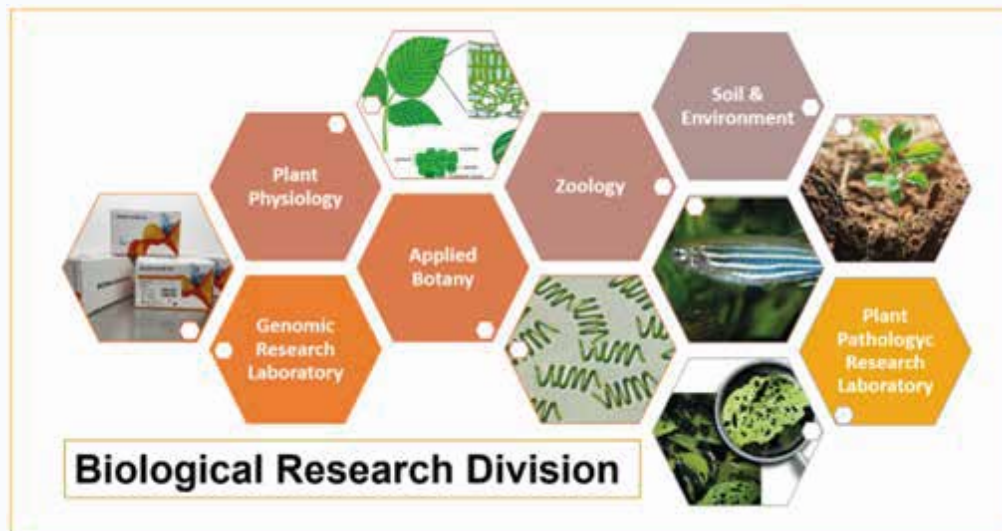 Soil &
Environment
Plant
Physiology
Zoology
Applied
Botany
Genomic
Research
Laboratory
Plant
Pathologyc
Research
Laboratory
Biological Research Division